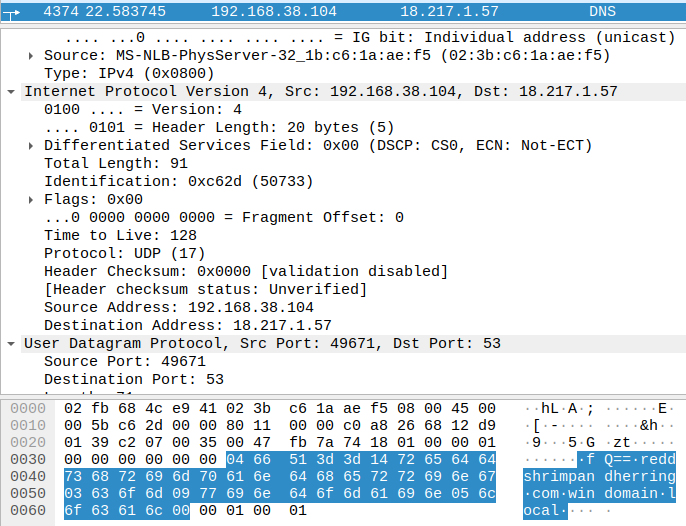 4374 22.583745 192.168.38.104 18.217.1.57 DNS
.... ...0 .... .... .... .... = IG bit: Individual address (unicast)
Source: MS-NLB-PhysServer-32_1b:c6:1a:ae:f5 (02:3b:c6:1a:ae:f5)
Type: IPv4 (0x0800)
Internet Protocol Version 4, Src: 192.168.38.104, Dst: 18.217.1.57
0100 .... = Version: 4
.... 0101 = Header Length: 20 bytes (5)
Differentiated Services Field: 0x00 (DSCP: CS0, ECN: Not-ECT)
Total Length: 91
Identification: 0xc62d (50733)
Flags: 0x00
...0 0000 0000 0000 = Fragment Offset: 0
Time to Live: 128
Protocol: UDP (17)
Header Checksum: 0x0000 [validation disabled]
[Header checksum status: Unverified]
Source Address: 192.168.38.104
Destination Address: 18.217.1.57
User Datagram Protocol, Src Port: 49671, Dst Port: 53
Source Port: 49671
Destination Port: 53
0000 02 fb 68 4c e9 41 02 3b c6 1a ae f5 08 00 45 00 ··hL·A·; ······E·
0010 00 5b c6 2d 00 00 80 11 00 00 c0 a8 26 68 12 d9 ·[·-···· ····&h··
0020 01 39 c2 07 00 35 00 47 fb 7a 74 18 01 00 00 01 ·9···5·G ·zt·····
0030 00 00 00 00 00 00 04 66 51 3d 3d 14 72 65 64 64 ·······f Q==·redd
0040 73 68 72 69 6d 70 61 6e 64 68 65 72 72 69 6e 67 shrimpan dherring
0050 03 63 6f 6d 09 77 69 6e 64 6f 6d 61 69 6e 05 6c ·com·win domain·l
0060 6f 63 61 6c 00 00 01 00 01 ocal···· ·